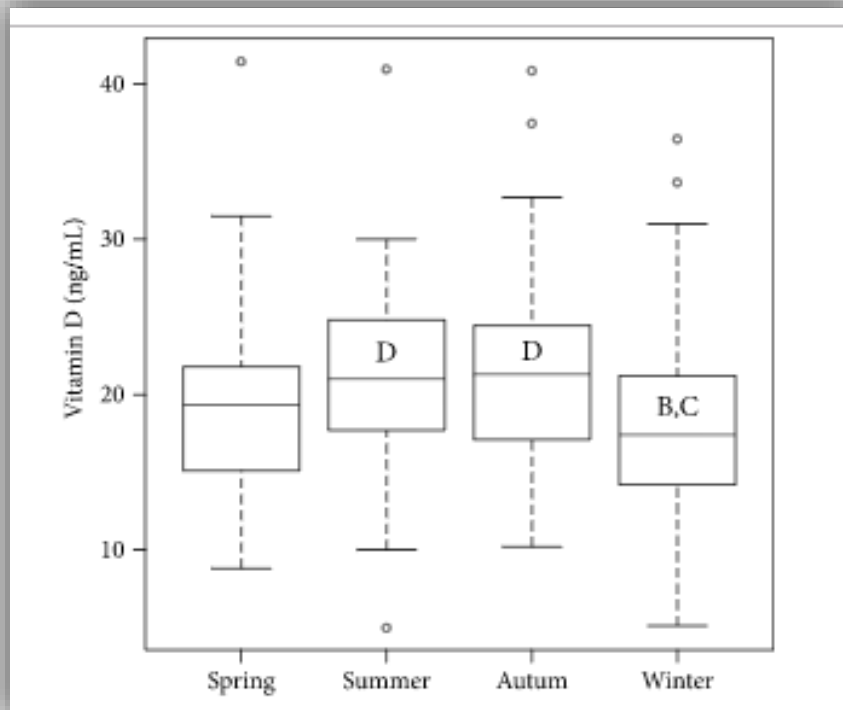 40
30
20
10
Vitamin D (ng/mL)
D
D
B,C
Spring
Summer
Autum
Winter